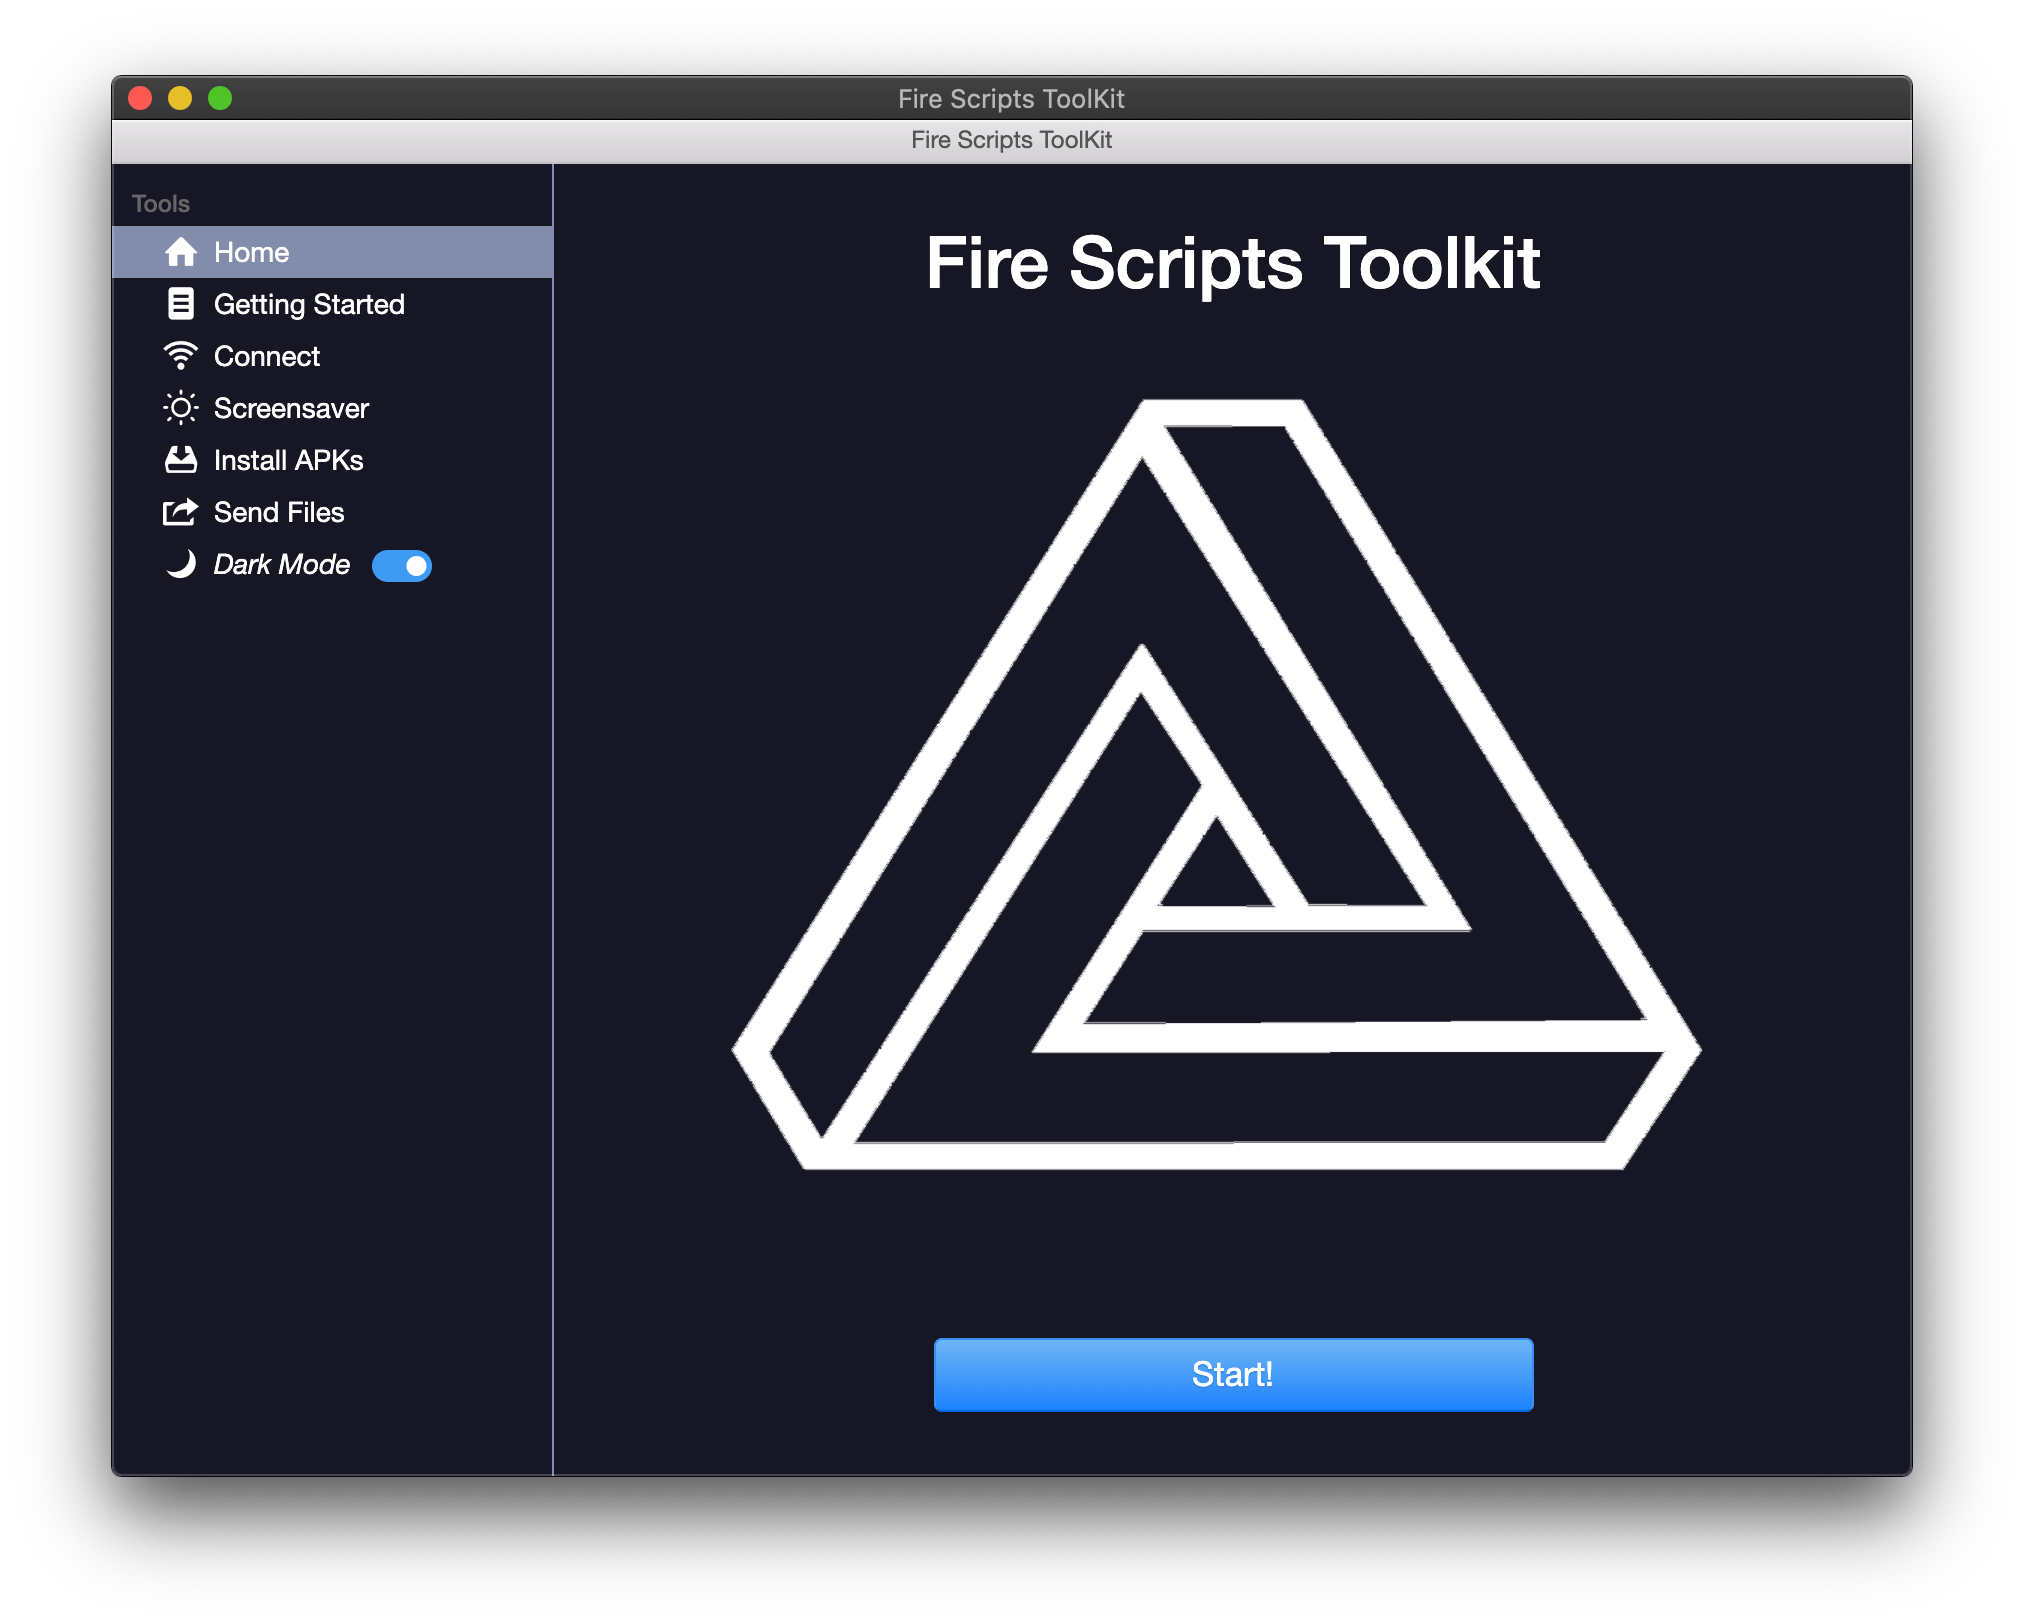 Fire Scripts ToolKit
Fire Scripts ToolKit
Tools
Home
Getting Started
Connect
Screensaver
Install APKs
Send Files
Dark Mode
Fire Scripts Toolkit
Start!